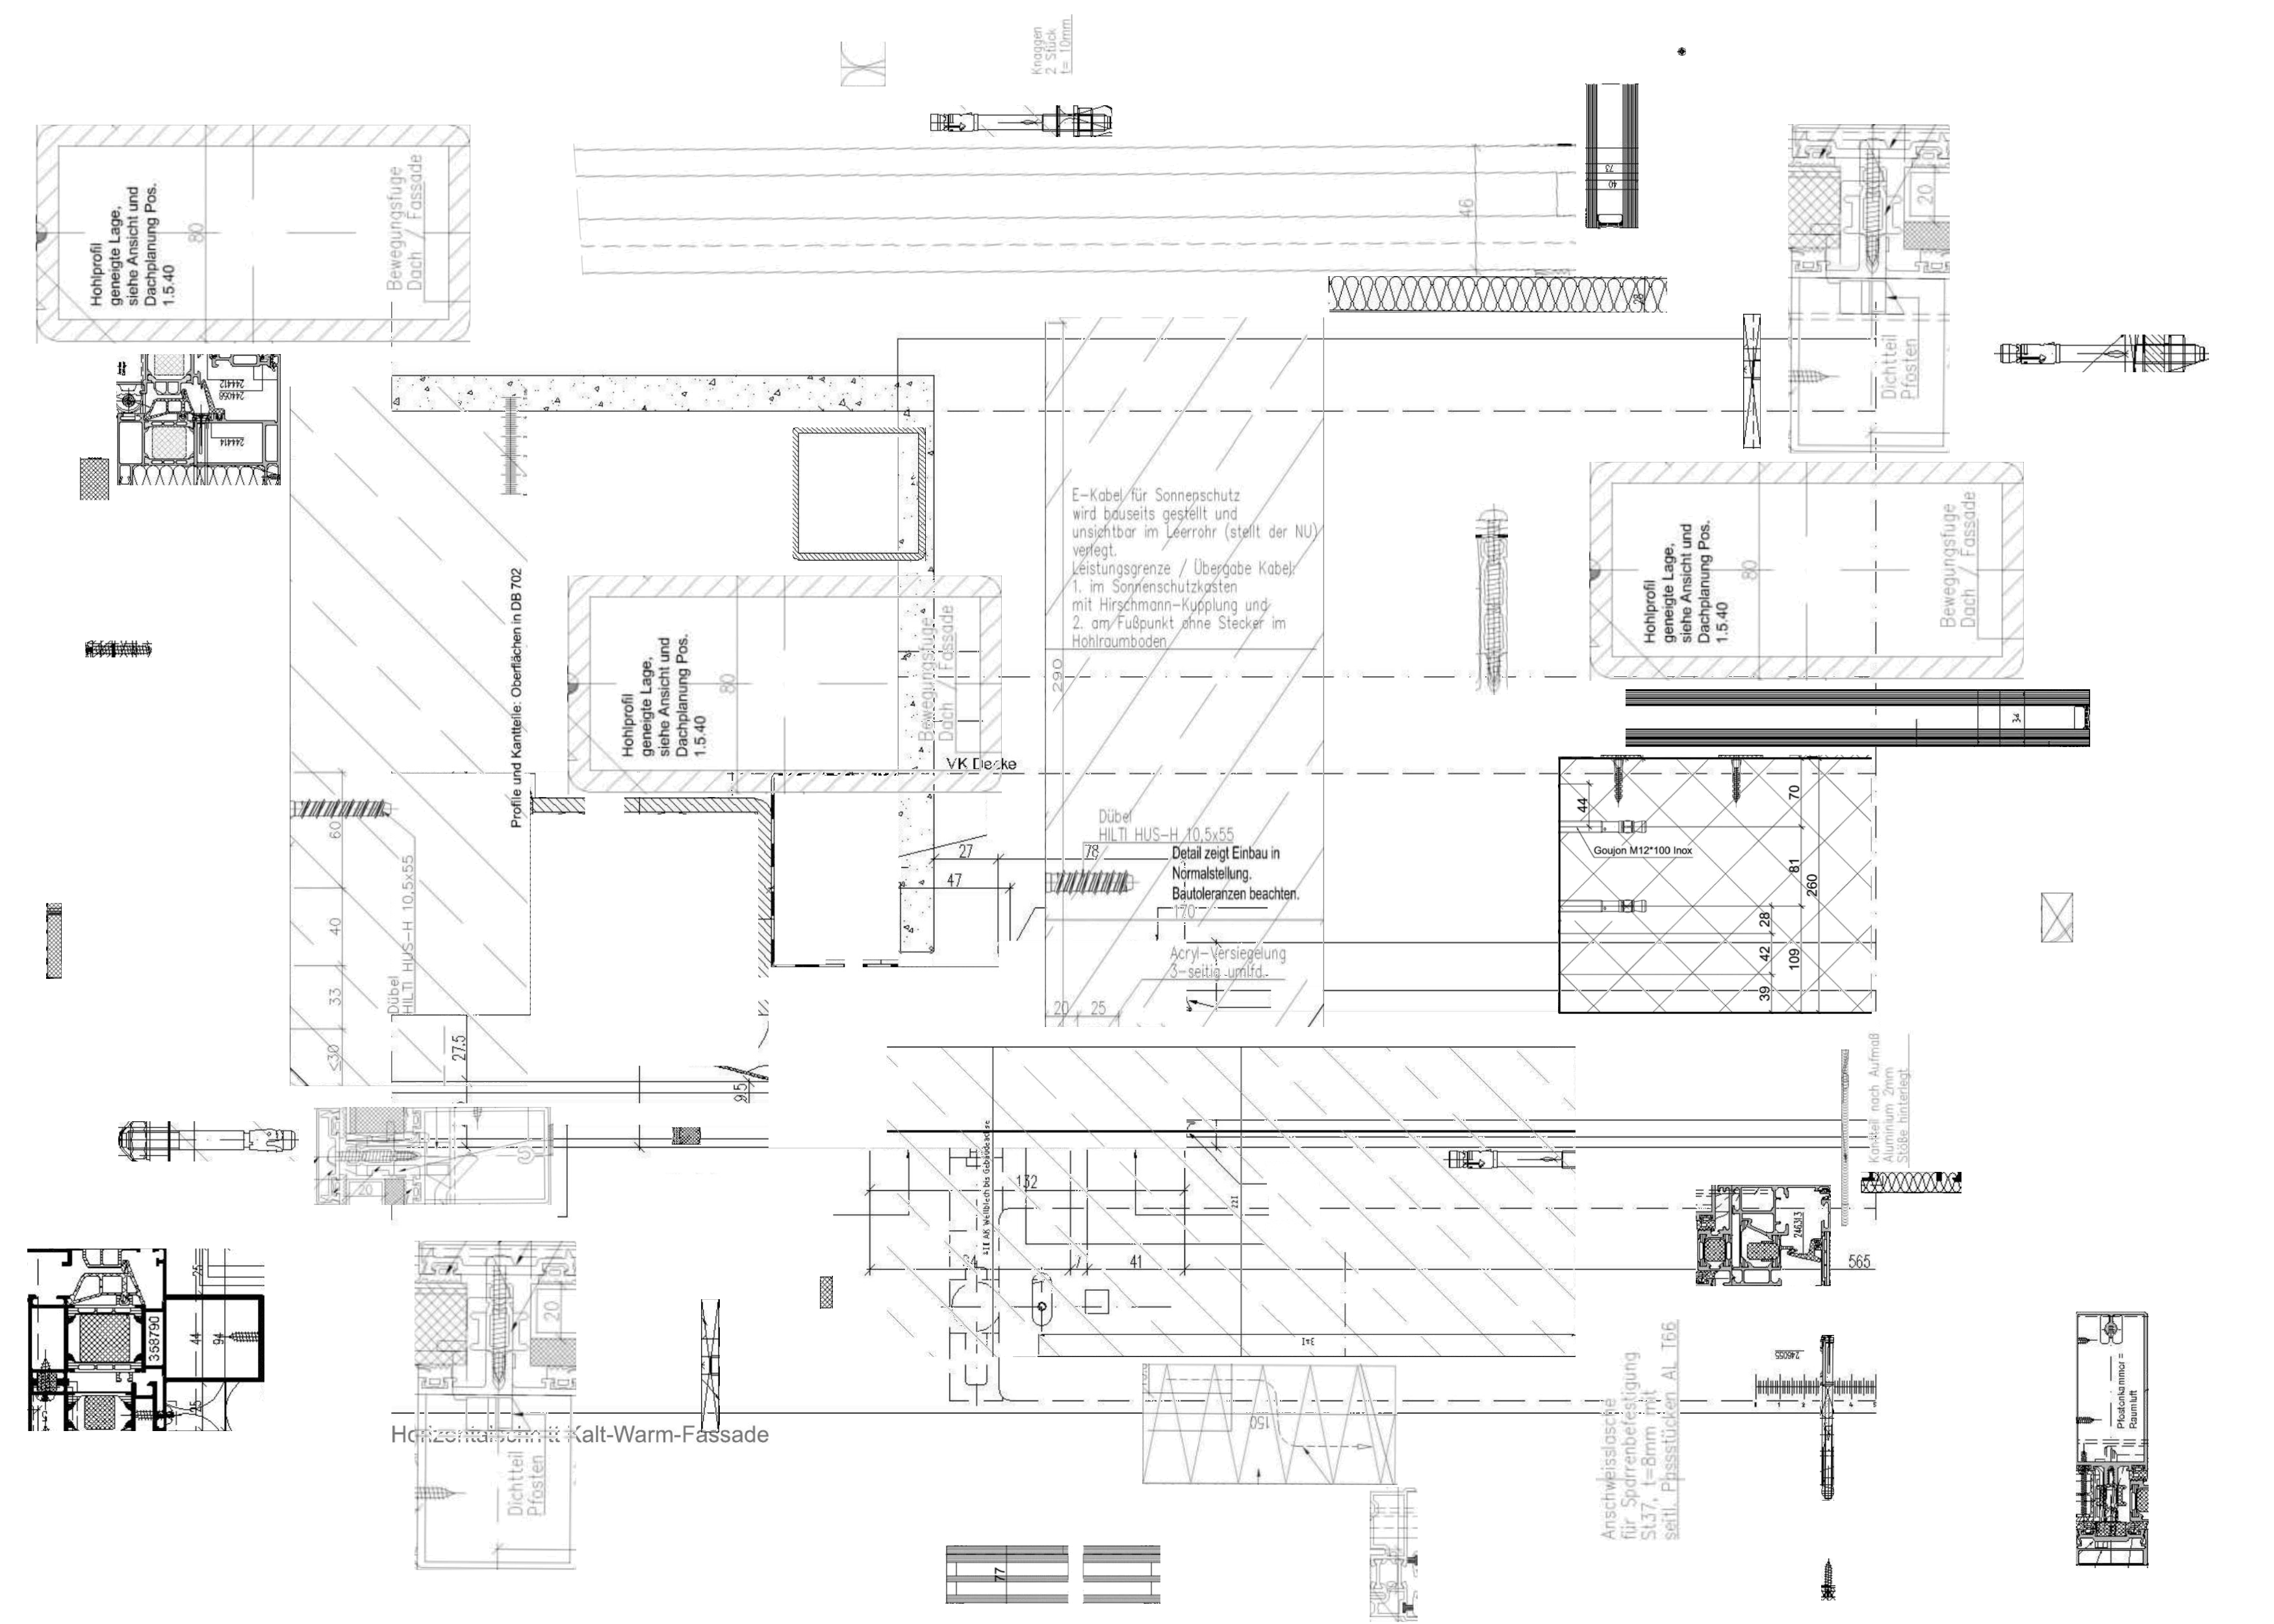 Knaggen
2 Stück
t= 10mm
Hohlprofil
geneigte Lage,
siehe Ansicht und
Dachplanung Pos.
1.5.40
80
Bewegungsfuge
Dach / Fassade
46
73
40
28
20
Dichtteil
Pfosten
244412
244056
244414
E-Kabel für Sonnenschutz
wird bauseits gestellt und
unsichtbar im Leerrohr (stellt der NU)
verlegt.
Leistungsgrenze / Übergabe Kabel:
1. im Sonnenschutzkasten
mit Hirschmann-Kupplung und
2. am Fußpunkt ohne Stecker im
Hohlraumboden
290
Profile und Kantteile: Oberflächen in DB 702
Hohlprofil
geneigte Lage,
siehe Ansicht und
Dachplanung Pos.
1.5.40
80
Bewegungsfuge
Dach / Fassade
Hohlprofil
geneigte Lage,
siehe Ansicht und
Dachplanung Pos.
1.5.40
80
Bewegungsfuge
Dach / Fassade
34
VK Decke
27
47
Dübel
HILTI HUS-H 10,5x55
78
Detail zeigt Einbau in
Normalstellung.
Bautoleranzen beachten.
170
Acryl-Versiegelung
3-seitig umlfd.
20
25
44
Goujon M12*100 Inox
70
81
260
28
42
109
39
60
40
33
≤30
Dübel
HILTI HUS-H 10,5x55
27.5
9.5
Kantteil nach Aufmaß
Aluminium 2mm
Stöße hinterlegt
20
132
41
221
341
246313
565
25
358790
44
94
25
20
Dichtteil
Pfosten
Horizontalschnitt Kalt-Warm-Fassade
150
Anschweisslasche
für Sparrenbefestigung
St37, t=8mm mit
seitl. Passstücken AL T66
246055
Raumluft
77